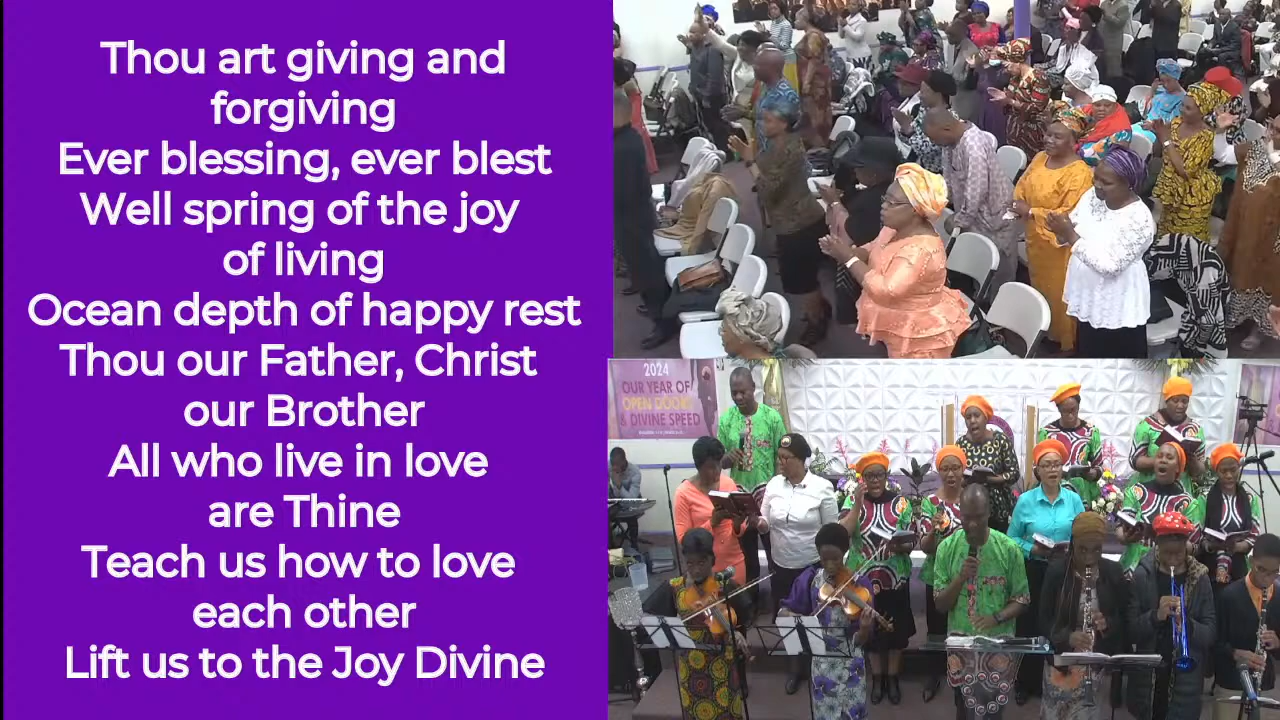 Thou art giving and
forgiving
Ever blessing, ever blest
Well spring of the joy
of living
Ocean depth of happy rest
Thou our Father, Christ
our Brother
All who live in love
are Thine
Teach us how to love
each other
Lift us to the Joy Divine
2024
OUR YEAR OF
OPEN DOORS
& DIVINE SPEED